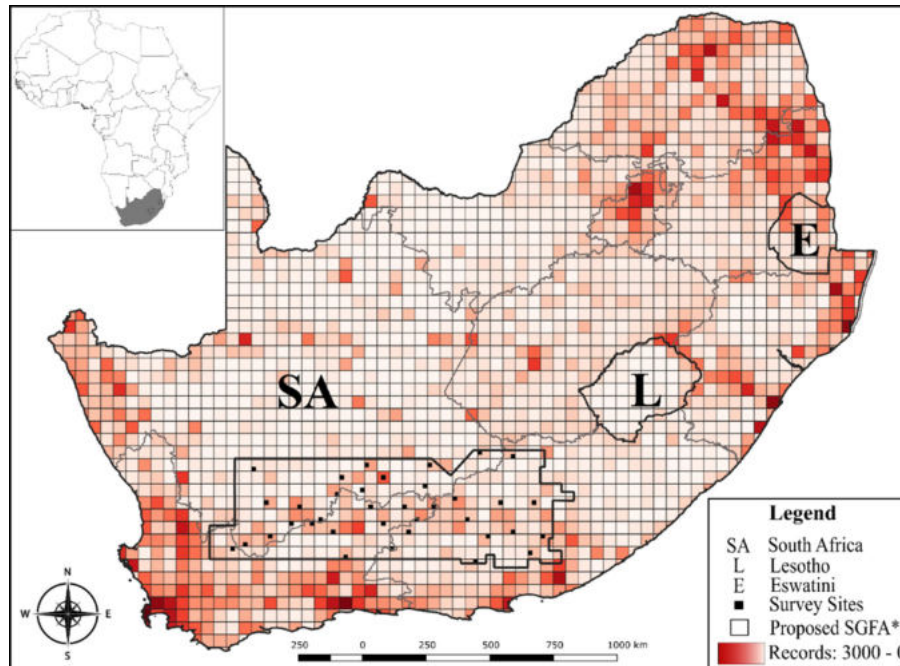 SA
L
E
N
W E
S
250 0 250 500 750 1000 km
Legend
SA South Africa
L Lesotho
E Eswatini
Survey Sites
Proposed SGFA*
Records: 3000 - 0